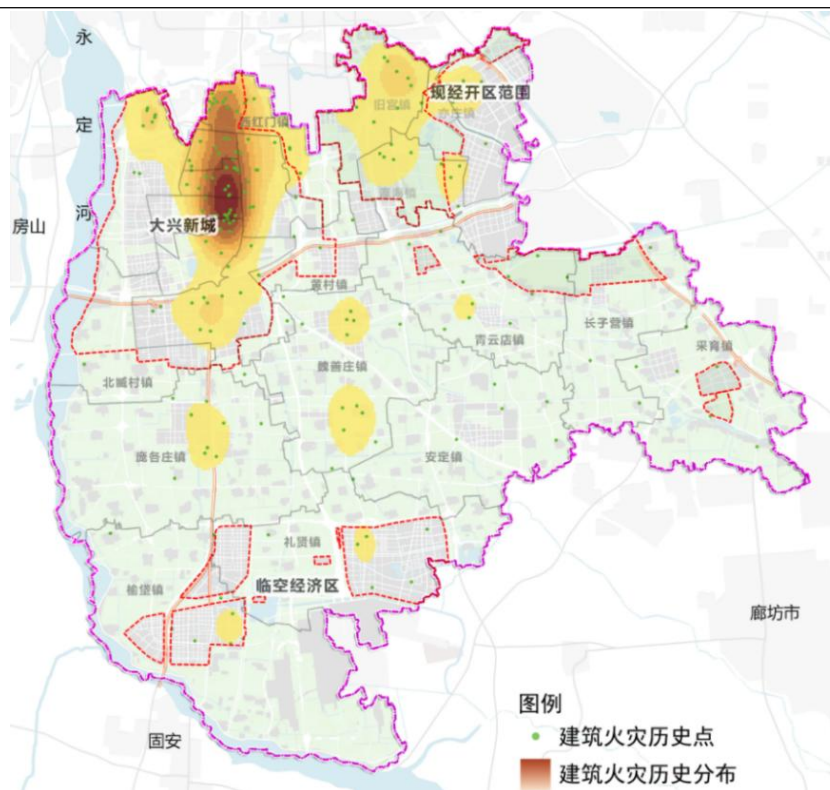 永
定
河
旧宫镇
现经开区范围
亦庄镇
西红门镇
瀛海镇
房山
大兴新城
黄村镇
长子营镇
青云店镇
采育镇
北臧村镇
魏善庄镇
庞各庄镇
安定镇
礼贤镇
榆垡镇
临空经济区
廊坊市
固安
图例
建筑火灾历史点
建筑火灾历史分布